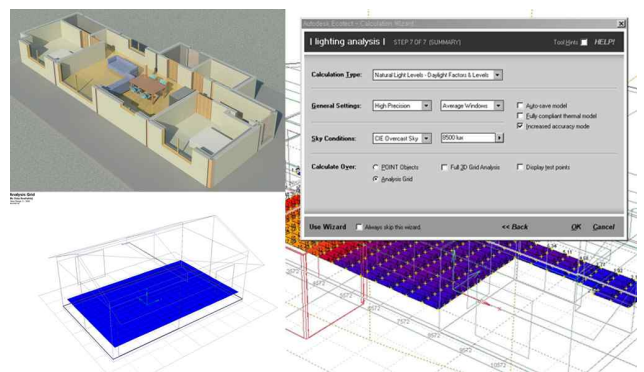 Autodesk Ecotect - Calculation Wizard
| lighting analysis | STEP 7 OF 7 (SUMMARY) Tool Hints HELP!
Calculation Type: Natural Light Levels - Daylight Factors & Levels
General Settings: High Precision Average Windows Auto-save model
Fully compliant thermal model
Increased accuracy mode
Sky Conditions: CIE Overcast Sky 8500 lux
Calculate Over: POINT Objects Full 3D Grid Analysis Display test points
Analysis Grid
Use Wizard Always skip this wizard. << Back OK Cancel
Analysis Grid